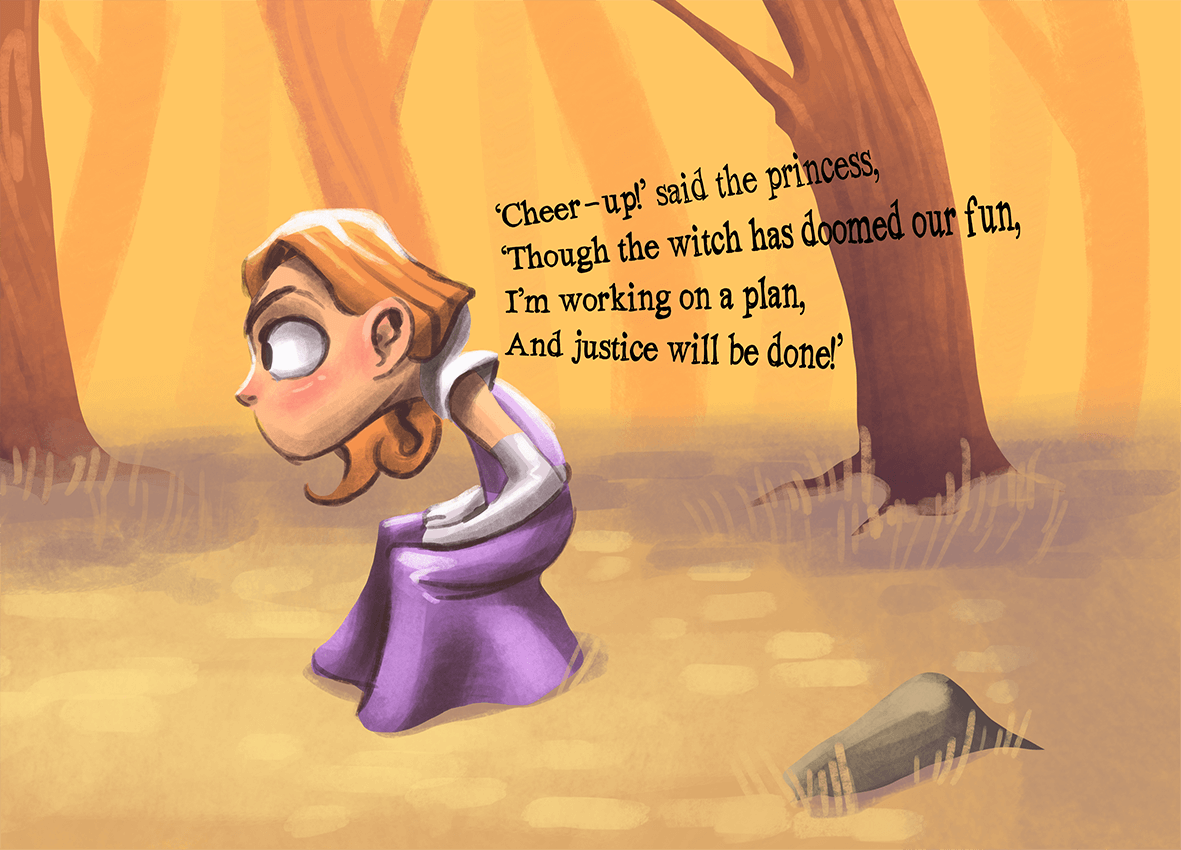 ‘Cheer-up!’ said the princess,
‘Though the witch has doomed our fun,
I’m working on a plan,
And justice will be done!’